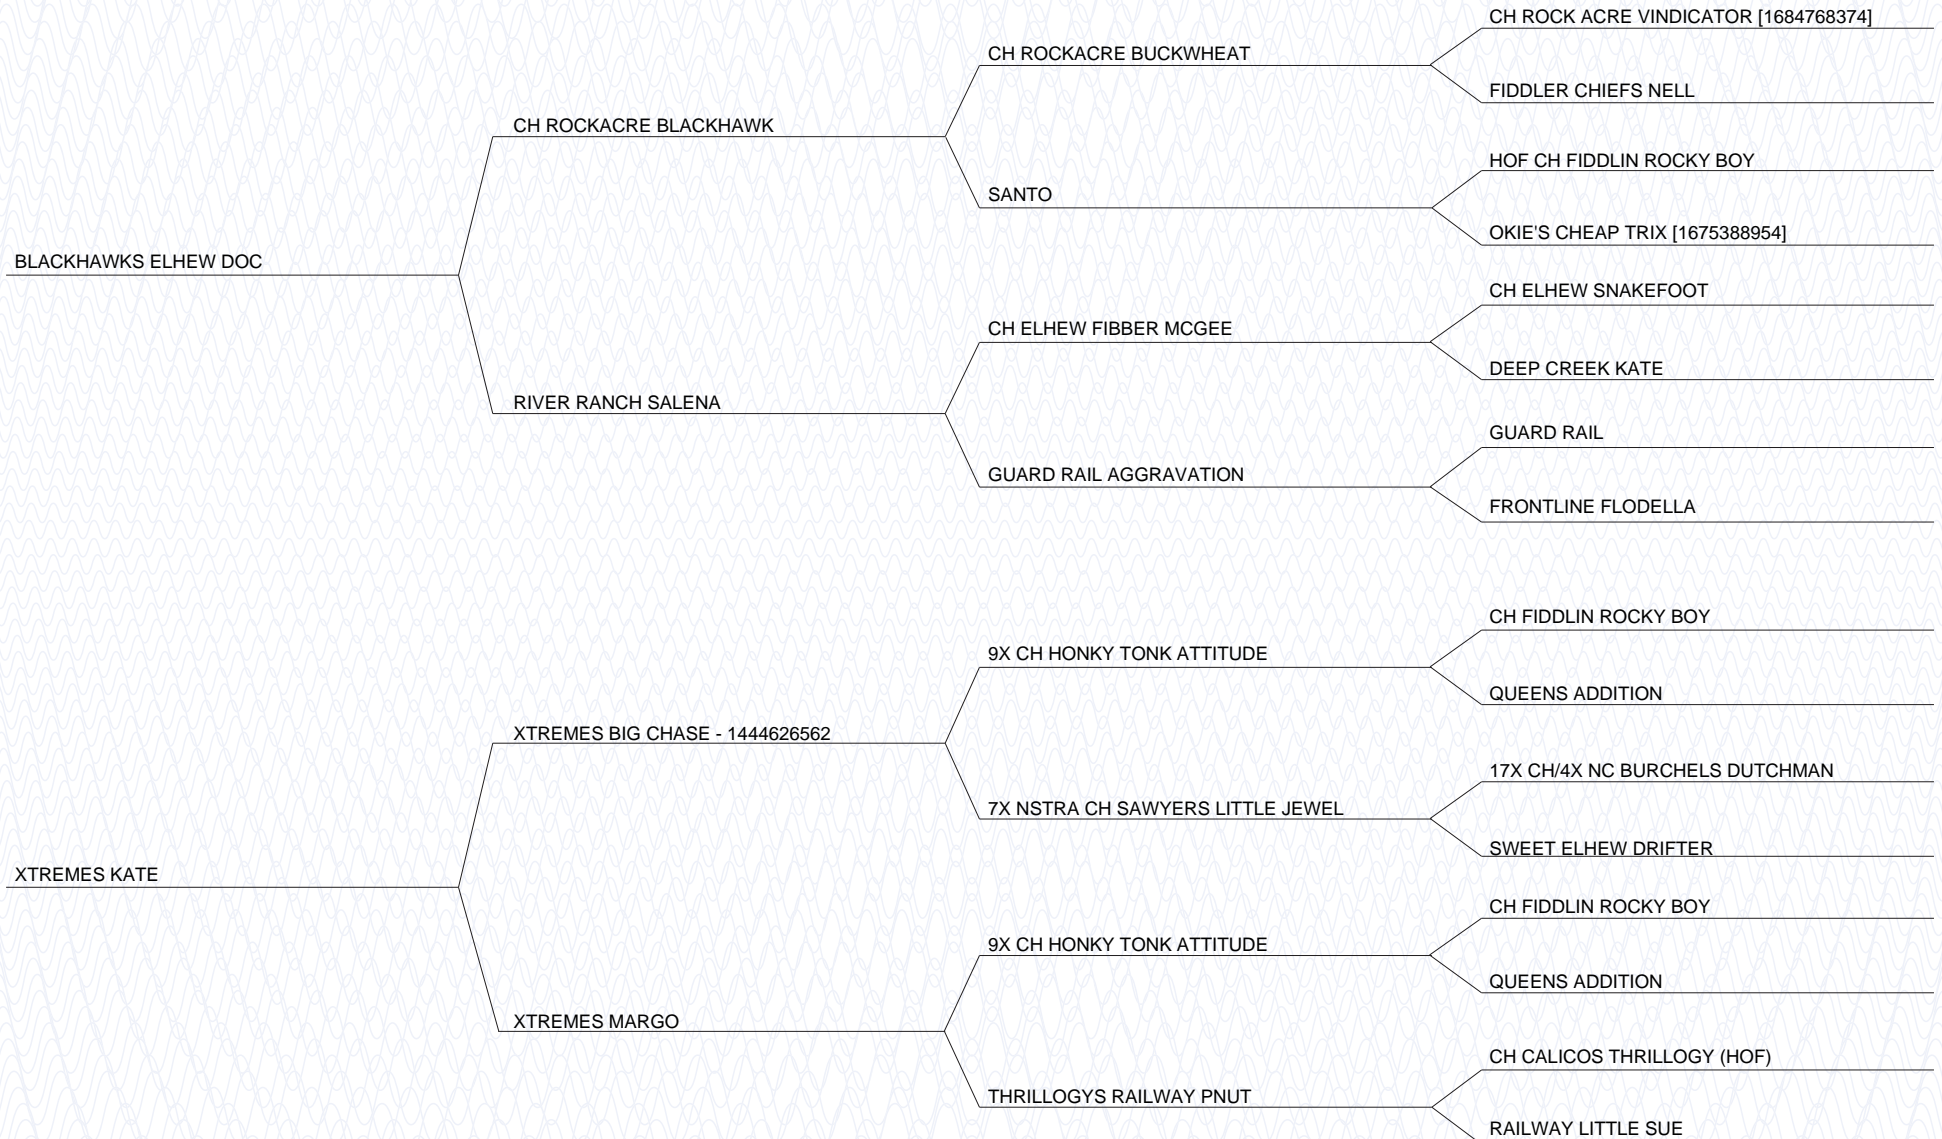 CH ROCK ACRE VINDICATOR [1684768374]
CH ROCKACRE BUCKWHEAT
FIDDLER CHIEFS NELL
CH ROCKACRE BLACKHAWK
HOF CH FIDDLIN ROCKY BOY
SANTO
OKIE'S CHEAP TRIX [1675388954]
BLACKHAWKS ELHEW DOC
CH ELHEW SNAKEFOOT
CH ELHEW FIBBER MCGEE
DEEP CREEK KATE
RIVER RANCH SALENA
GUARD RAIL
GUARD RAIL AGGRAVATION
FRONTLINE FLODELLA
CH FIDDLIN ROCKY BOY
9X CH HONKY TONK ATTITUDE
QUEENS ADDITION
XTREMES BIG CHASE - 1444626562
17X CH/4X NC BURCHELS DUTCHMAN
7X NSTRA CH SAWYERS LITTLE JEWEL
SWEET ELHEW DRIFTER
XTREMES KATE
CH FIDDLIN ROCKY BOY
9X CH HONKY TONK ATTITUDE
QUEENS ADDITION
XTREMES MARGO
CH CALICOS THRILLOGY (HOF)
THRILLOGYS RAILWAY PNUT
RAILWAY LITTLE SUE